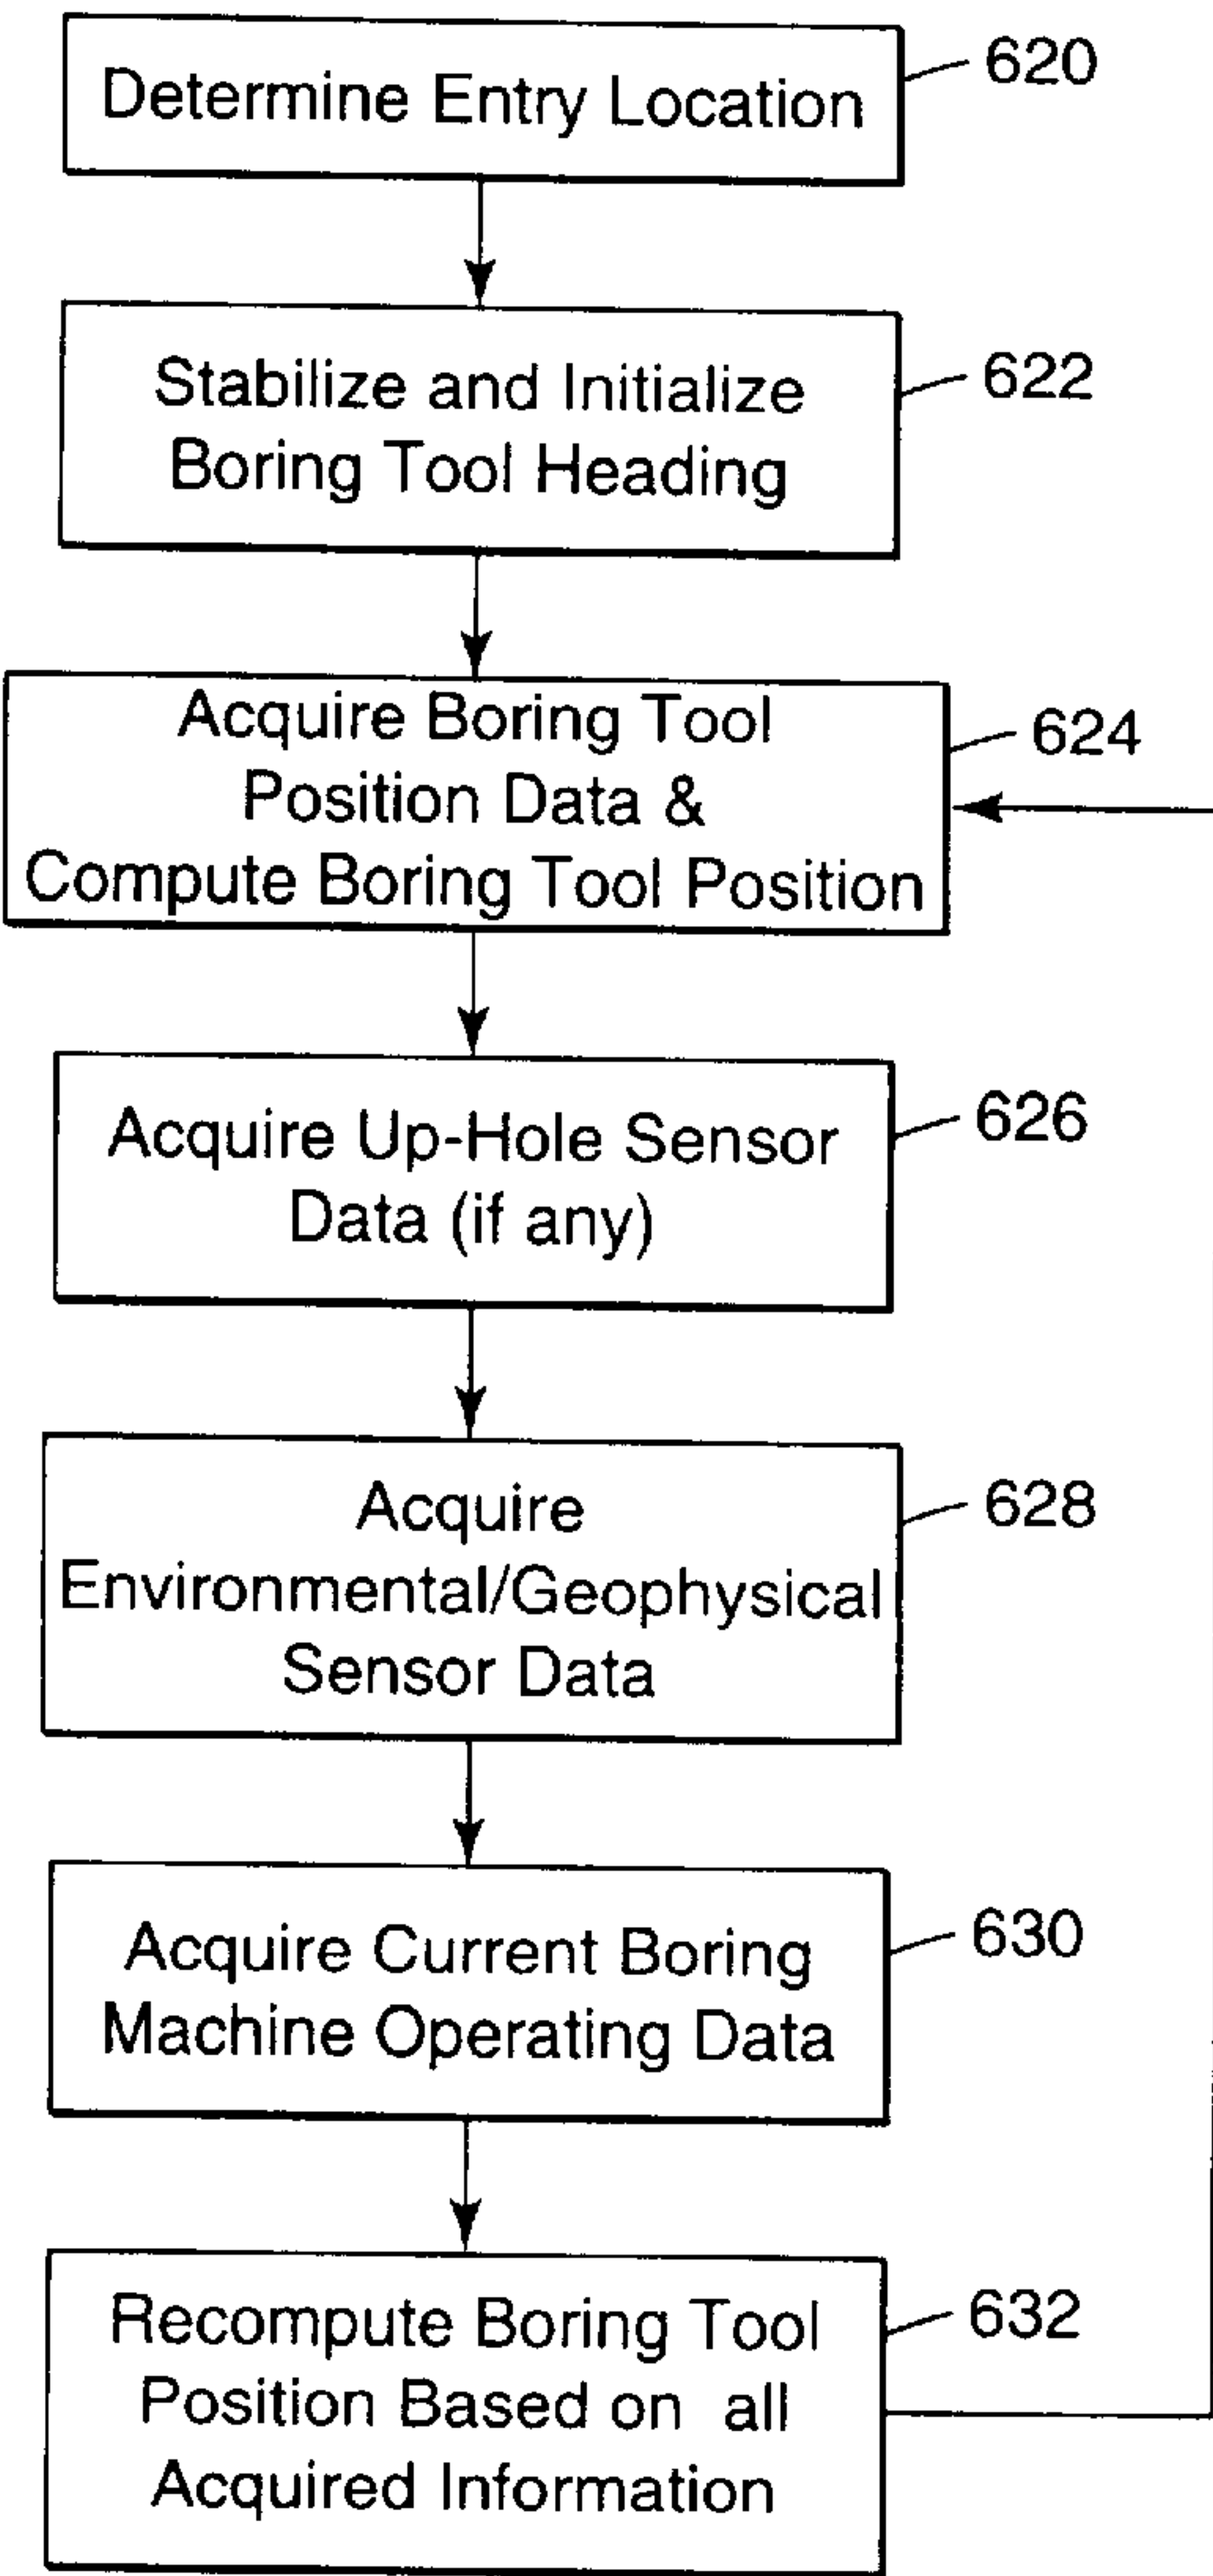 Determine Entry Location
620
Stabilize and Initialize
Boring Tool Heading
622
Acquire Boring Tool
Position Data &
Compute Boring Tool Position
624
Acquire Up-Hole Sensor
Data (if any)
626
Acquire
Environmental/Geophysical
Sensor Data
628
Acquire Current Boring
Machine Operating Data
630
Recompute Boring Tool
Position Based on all
Acquired Information
632